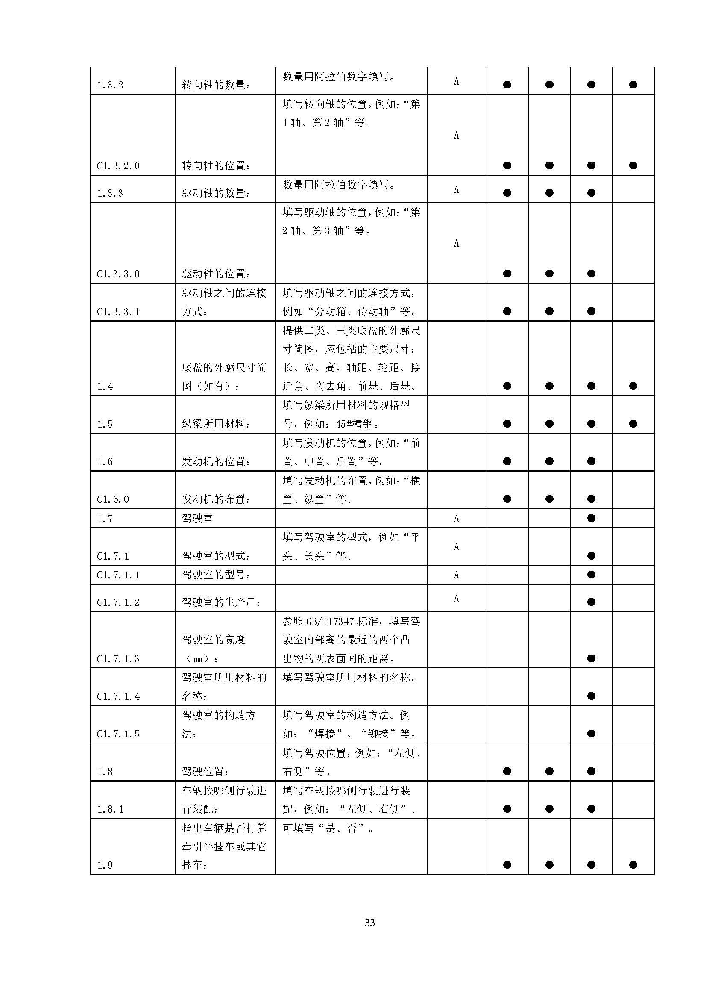 1.3.2 转向轴的数量: 数量用阿拉伯数字填写。 A ● ● ● ●
填写转向轴的位置,例如:“第
1 轴、第 2 轴”等。
A
C1.3.2.0 转向轴的位置: ● ● ● ●
1.3.3 驱动轴的数量: 数量用阿拉伯数字填写。 A ● ● ●
填写驱动轴的位置,例如:“第
2 轴、第 3 轴”等。
A
C1.3.3.0 驱动轴的位置: ● ● ●
驱动轴之间的连接 填写驱动轴之间的连接方式,
C1.3.3.1 方式: 例如“分动箱、传动轴”等。 ● ● ●
提供二类、三类底盘的外廓尺
寸简图,应包括的主要尺寸:
底盘的外廓尺寸简 长、宽、高,轴距、轮距、接
1.4 图(如有): 近角、离去角、前悬、后悬。 ● ● ● ●
填写纵梁所用材料的规格型
1.5 纵梁所用材料: 号,例如:45#槽钢。 ● ● ● ●
填写发动机的位置,例如:“前
1.6 发动机的位置: 置、中置、后置”等。 ● ● ●
填写发动机的布置,例如:“横
C1.6.0 发动机的布置: 置、纵置”等。 ● ● ●
1.7 驾驶室 A ●
填写驾驶室的型式,例如“平
A
C1.7.1 驾驶室的型式: 头、长头”等。 ●
C1.7.1.1 驾驶室的型号: A ●
C1.7.1.2 驾驶室的生产厂: A ●
参照 GB/T17347 标准,填写驾
驾驶室的宽度 驶室内部离的最近的两个凸
C1.7.1.3 (mm): 出物的两表面间的距离。 ●
驾驶室所用材料的 填写驾驶室所用材料的名称。
C1.7.1.4 名称: ●
驾驶室的构造方 填写驾驶室的构造方法。例
C1.7.1.5 法: 如:“焊接”、“铆接”等。 ●
填写驾驶位置,例如:“左侧、
1.8 驾驶位置: 右侧”等。 ● ● ●
车辆按哪侧行驶进 填写车辆按哪侧行驶进行装
1.8.1 行装配: 配,例如:“左侧、右侧”。 ● ● ●
指出车辆是否打算 可填写“是、否”。
牵引半挂车或其它
1.9 挂车: ● ● ● ●
33